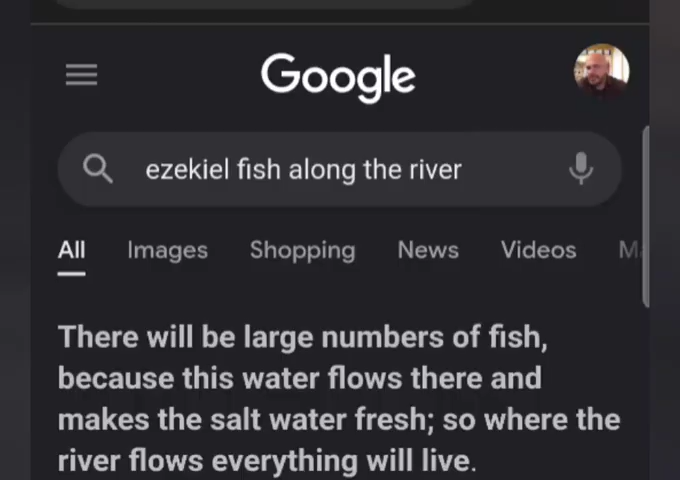 Google
ezekiel fish along the river
All Images Shopping News Videos
There will be large numbers of fish,
because this water flows there and
makes the salt water fresh; so where the
river flows everything will live.